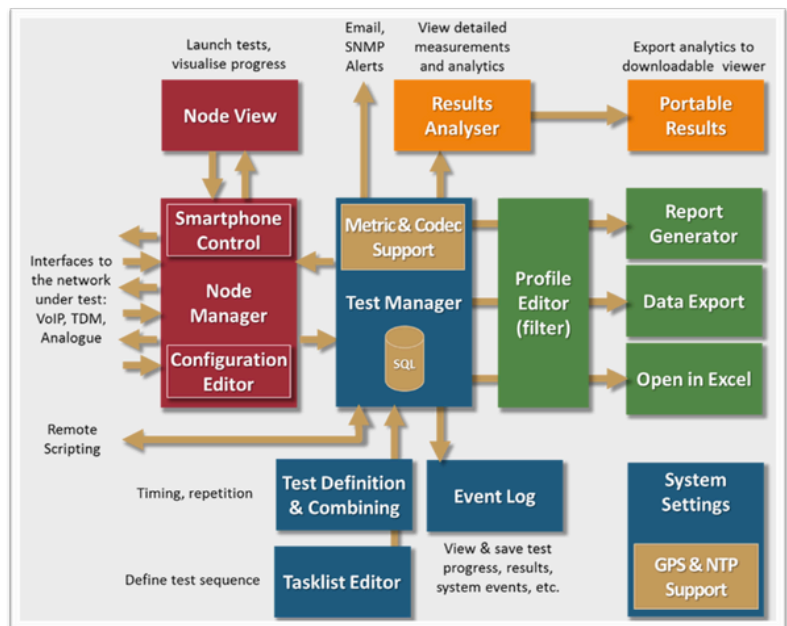 Launch tests,
visualise progress
Email,
SNMP
Alerts
View detailed
measurements
and analytics
Export analytics to
downloadable viewer
Node View
Results
Analyser
Portable
Results
Smartphone
Control
Metric & Codec
Support
Report
Generator
Interfaces to
the network
under test:
VoIP, TDM,
Analogue
Node
Manager
Test Manager
Profile
Editor
(filter)
Data Export
Configuration
Editor
SQL
Open in Excel
Remote
Scripting
Timing, repetition
Test Definition
& Combining
Event Log
System
Settings
View & save test
progress, results,
system events, etc.
Define test sequence
Tasklist Editor
GPS & NTP
Support